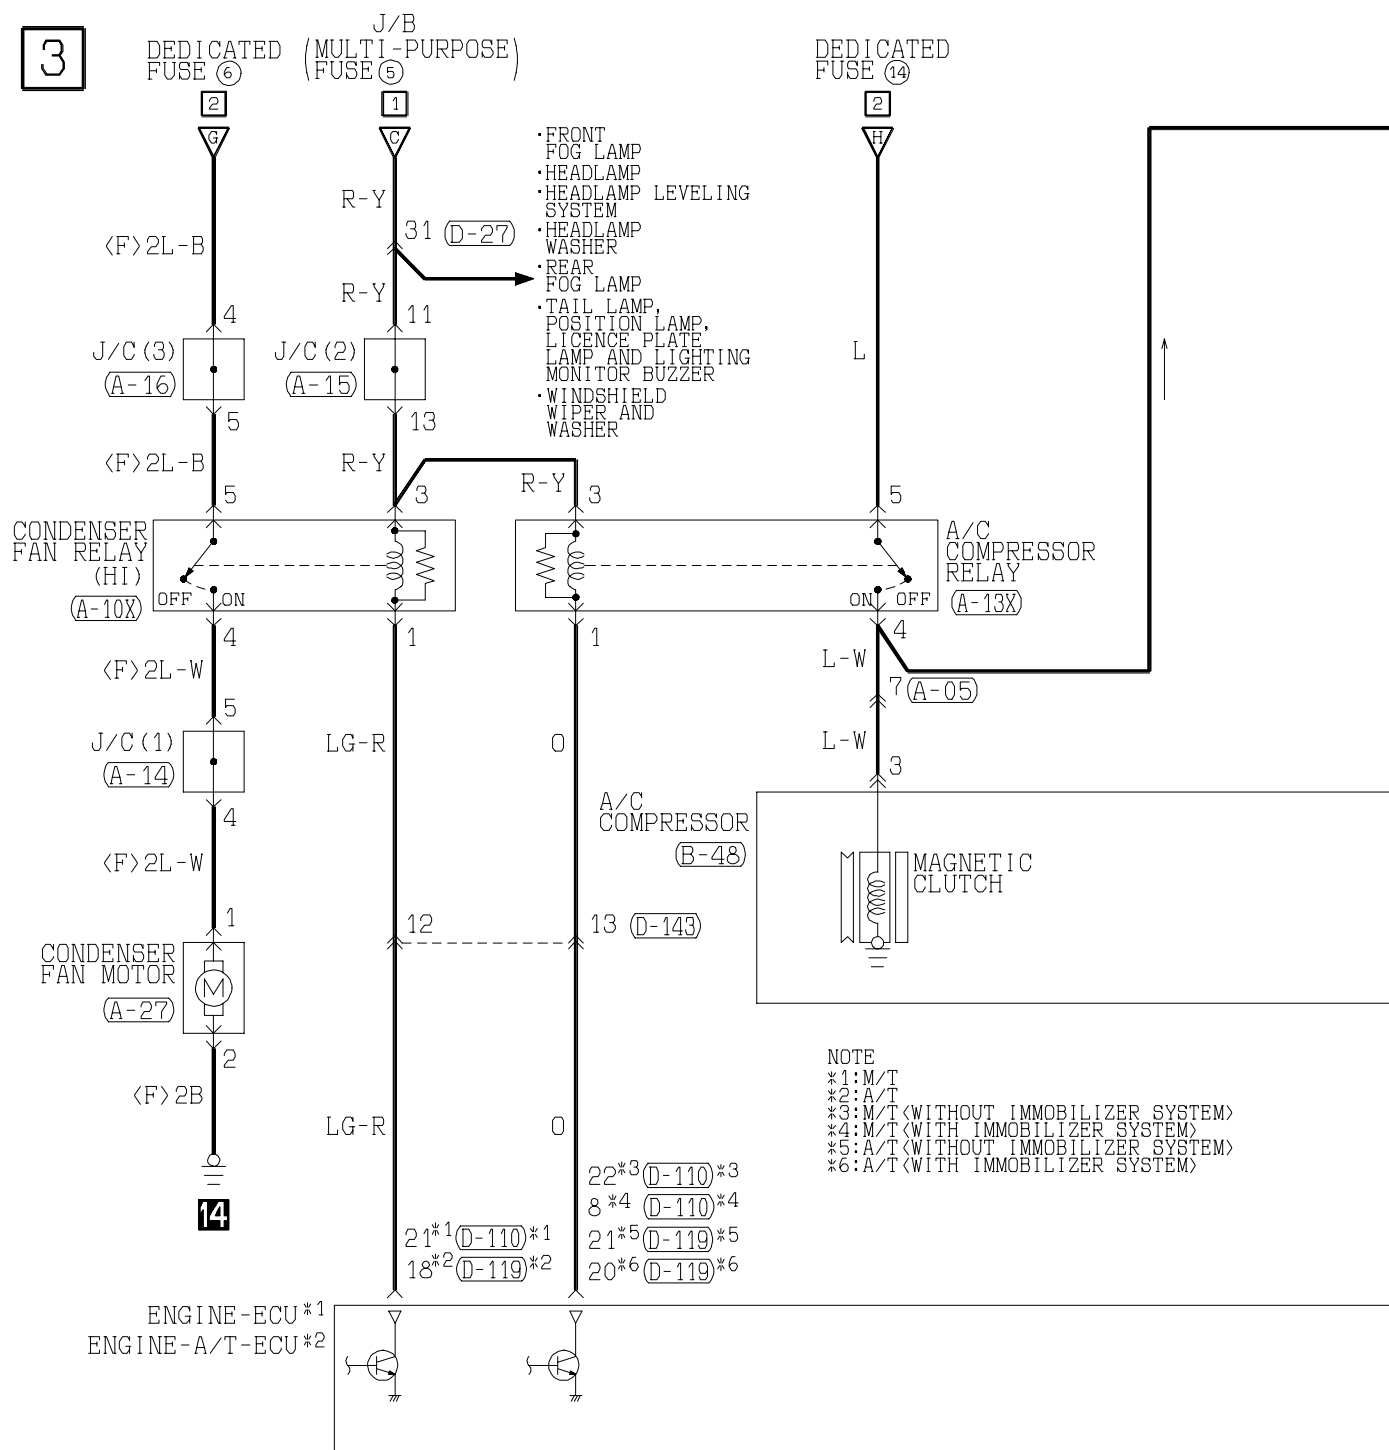 3
DEDICATED
FUSE 6
J/B
(MULTI-PURPOSE
FUSE 5)
DEDICATED
FUSE 14
2
1
2
G
C
H
·FRONT
FOG LAMP
·HEADLAMP
·HEADLAMP LEVELING
SYSTEM
·HEADLAMP
WASHER
·REAR
FOG LAMP
·TAIL LAMP,
POSITION LAMP,
LICENCE PLATE
LAMP AND LIGHTING
MONITOR BUZZER
·WINDSHIELD
WIPER AND
WASHER
R-Y
31 (D-27)
<F>2L-B
R-Y
4
11
J/C(3)
(A-16)
J/C(2)
(A-15)
L
5
13
<F>2L-B
R-Y
R-Y
5
3
3
5
CONDENSER
FAN RELAY
(HI)
(A-10X)
OFF
ON
A/C
COMPRESSOR
RELAY
(A-13X)
ON
OFF
4
1
1
4
<F>2L-W
L-W
7 (A-05)
5
J/C(1)
(A-14)
LG-R
O
L-W
3
4
A/C
COMPRESSOR
(B-48)
<F>2L-W
MAGNETIC
CLUTCH
1
12
13 (D-143)
CONDENSER
FAN MOTOR
(A-27)
M
2
<F>2B
14
LG-R
O
NOTE
*1:M/T
*2:A/T
*3:M/T<WITHOUT IMMOBILIZER SYSTEM>
*4:M/T<WITH IMMOBILIZER SYSTEM>
*5:A/T<WITHOUT IMMOBILIZER SYSTEM>
*6:A/T<WITH IMMOBILIZER SYSTEM>
22*3(D-110)*3
8*4 (D-110)*4
21*5(D-119)*5
20*6(D-119)*6
21*1(D-110)*1
18*2(D-119)*2
ENGINE-ECU*1
ENGINE-A/T-ECU*2